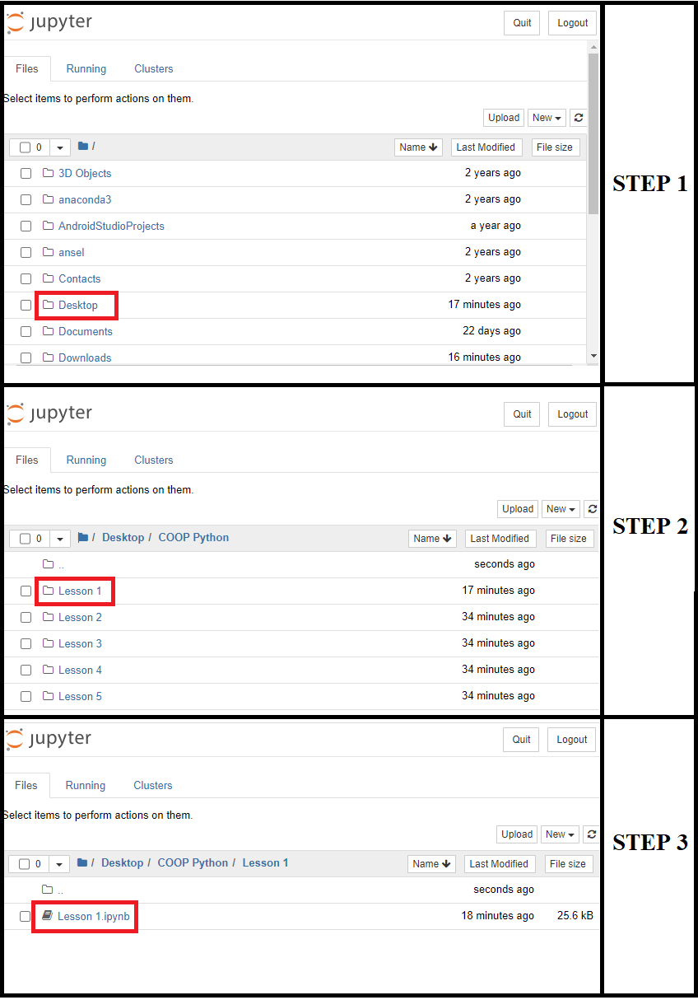 jupyter Quit Logout
Files Running Clusters
Select items to perform actions on them.
Upload New
0 / Name Last Modified File size
3D Objects 2 years ago
anaconda3 2 years ago
AndroidStudioProjects a year ago
ansel 2 years ago
Contacts 2 years ago
Desktop 17 minutes ago
Documents 22 days ago
Downloads 16 minutes ago
STEP 1
jupyter Quit Logout
Files Running Clusters
Select items to perform actions on them.
Upload New
0 / Desktop / COOP Python Name Last Modified File size
.. seconds ago
Lesson 1 17 minutes ago
Lesson 2 34 minutes ago
Lesson 3 34 minutes ago
Lesson 4 34 minutes ago
Lesson 5 34 minutes ago
STEP 2
jupyter Quit Logout
Files Running Clusters
Select items to perform actions on them.
Upload New
0 / Desktop / COOP Python / Lesson 1 Name Last Modified File size
.. seconds ago
Lesson 1.ipynb 18 minutes ago 25.6 kB
STEP 3